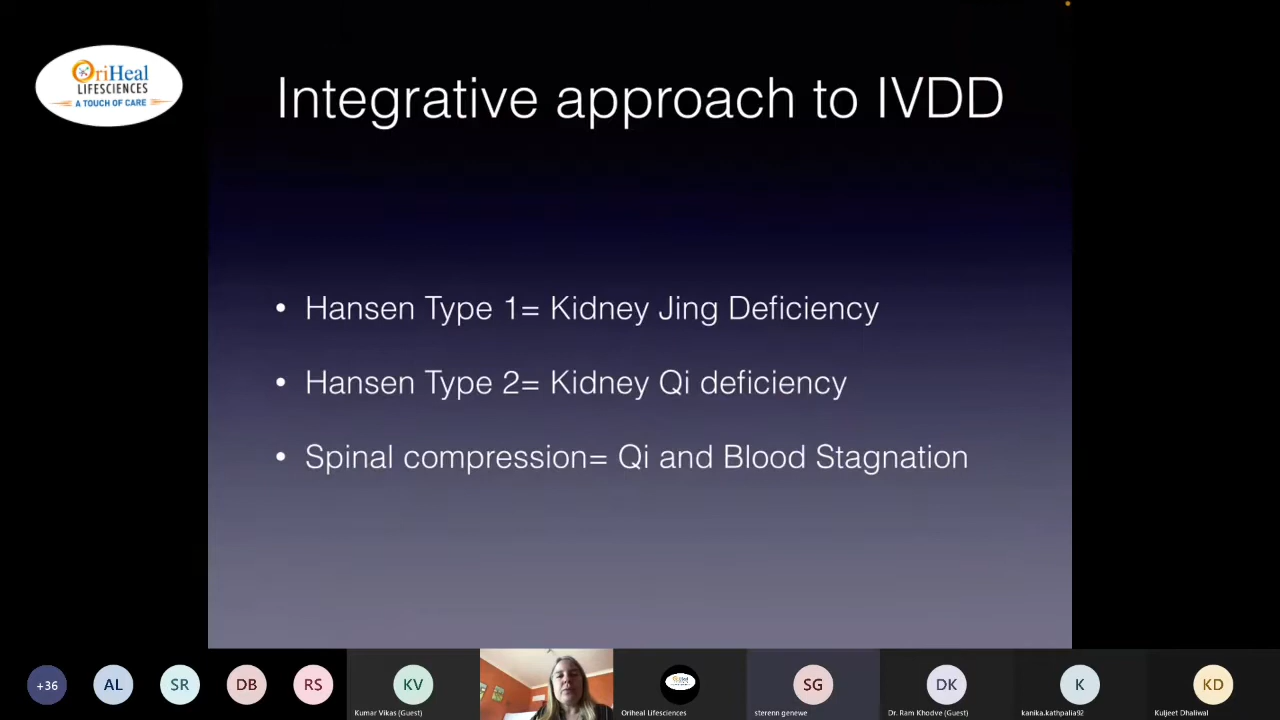 OriHeal
LIFESCIENCES
A TOUCH OF CARE
Integrative approach to IVDD
• Hansen Type 1= Kidney Jing Deficiency
• Hansen Type 2= Kidney Qi deficiency
• Spinal compression= Qi and Blood Stagnation
+36
AL
SR
DB
RS
KV
SG
DK
K
KD
Kumar Vikas (Guest)
Oriheal Lifesciences
sterenn genewe
Dr. Ram Khodve (Guest)
kanika.kathpalia92
Kuljeet Dhaliwal